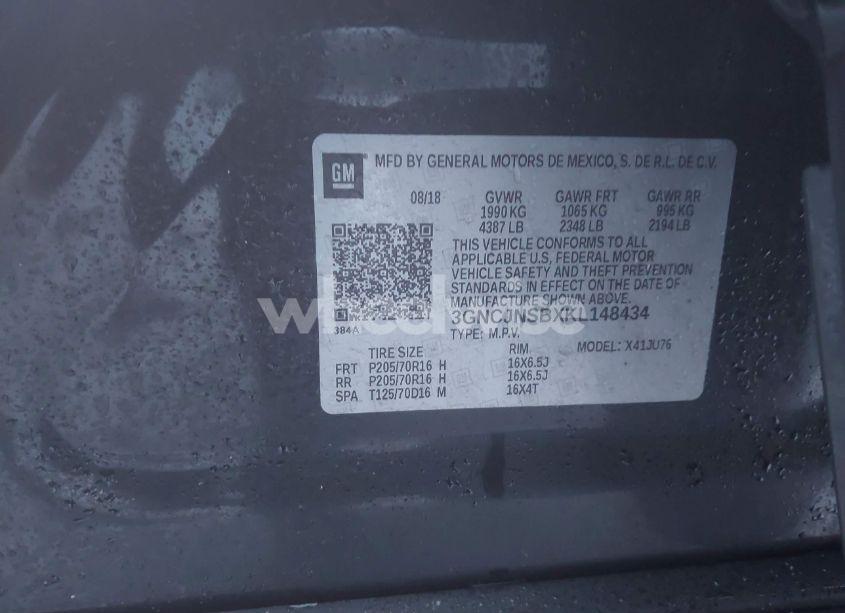 GM
MFD BY GENERAL MOTORS DE MEXICO, S. DE R.L. DE C.V.
08/18 GVWR GAWR FRT GAWR RR
1990 KG 1065 KG 995 KG
4387 LB 2348 LB 2194 LB
THIS VEHICLE CONFORMS TO ALL
APPLICABLE U.S. FEDERAL MOTOR
VEHICLE SAFETY AND THEFT PREVENTION
STANDARDS IN EFFECT ON THE DATE OF
MANUFACTURE SHOWN ABOVE.
3GNCJNSBXKL148434
384A
TYPE: M.P.V.
MODEL: X41JU76
TIRE SIZE RIM
FRT P205/70R16 H 16X6.5J
RR P205/70R16 H 16X6.5J
SPA T125/70D16 M 16X4T